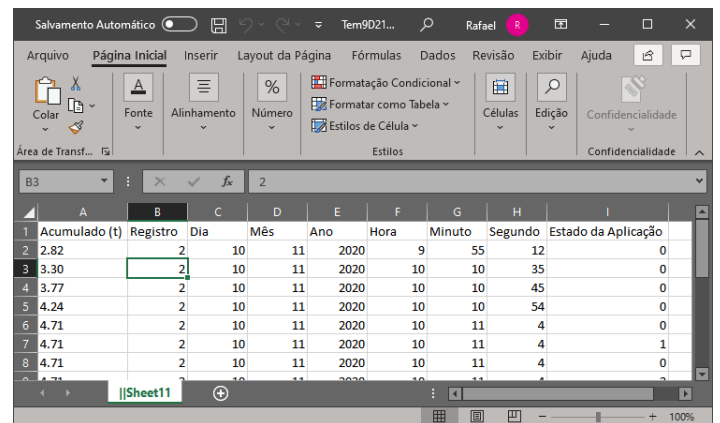 Salvamento Automático Tem9D21... Rafael R
Arquivo Página Inicial Inserir Layout da Página Fórmulas Dados Revisão Exibir Ajuda
Colar Fonte Alinhamento Número % Formatação Condicional Formatar como Tabela Estilos de Célula Células Edição Confidencialidade
Área de Transf... Estilos Confidencialidade
B3 fx 2
A B C D E F G H I
1 Acumulado (t) Registro Dia Mês Ano Hora Minuto Segundo Estado da Aplicação
2 2.82 2 10 11 2020 9 55 12 0
3 3.30 2 10 11 2020 10 10 35 0
4 3.77 2 10 11 2020 10 10 45 0
5 4.24 2 10 11 2020 10 10 54 0
6 4.71 2 10 11 2020 10 11 4 0
7 4.71 2 10 11 2020 10 11 4 1
8 4.71 2 10 11 2020 10 11 4 0
||Sheet11
100%